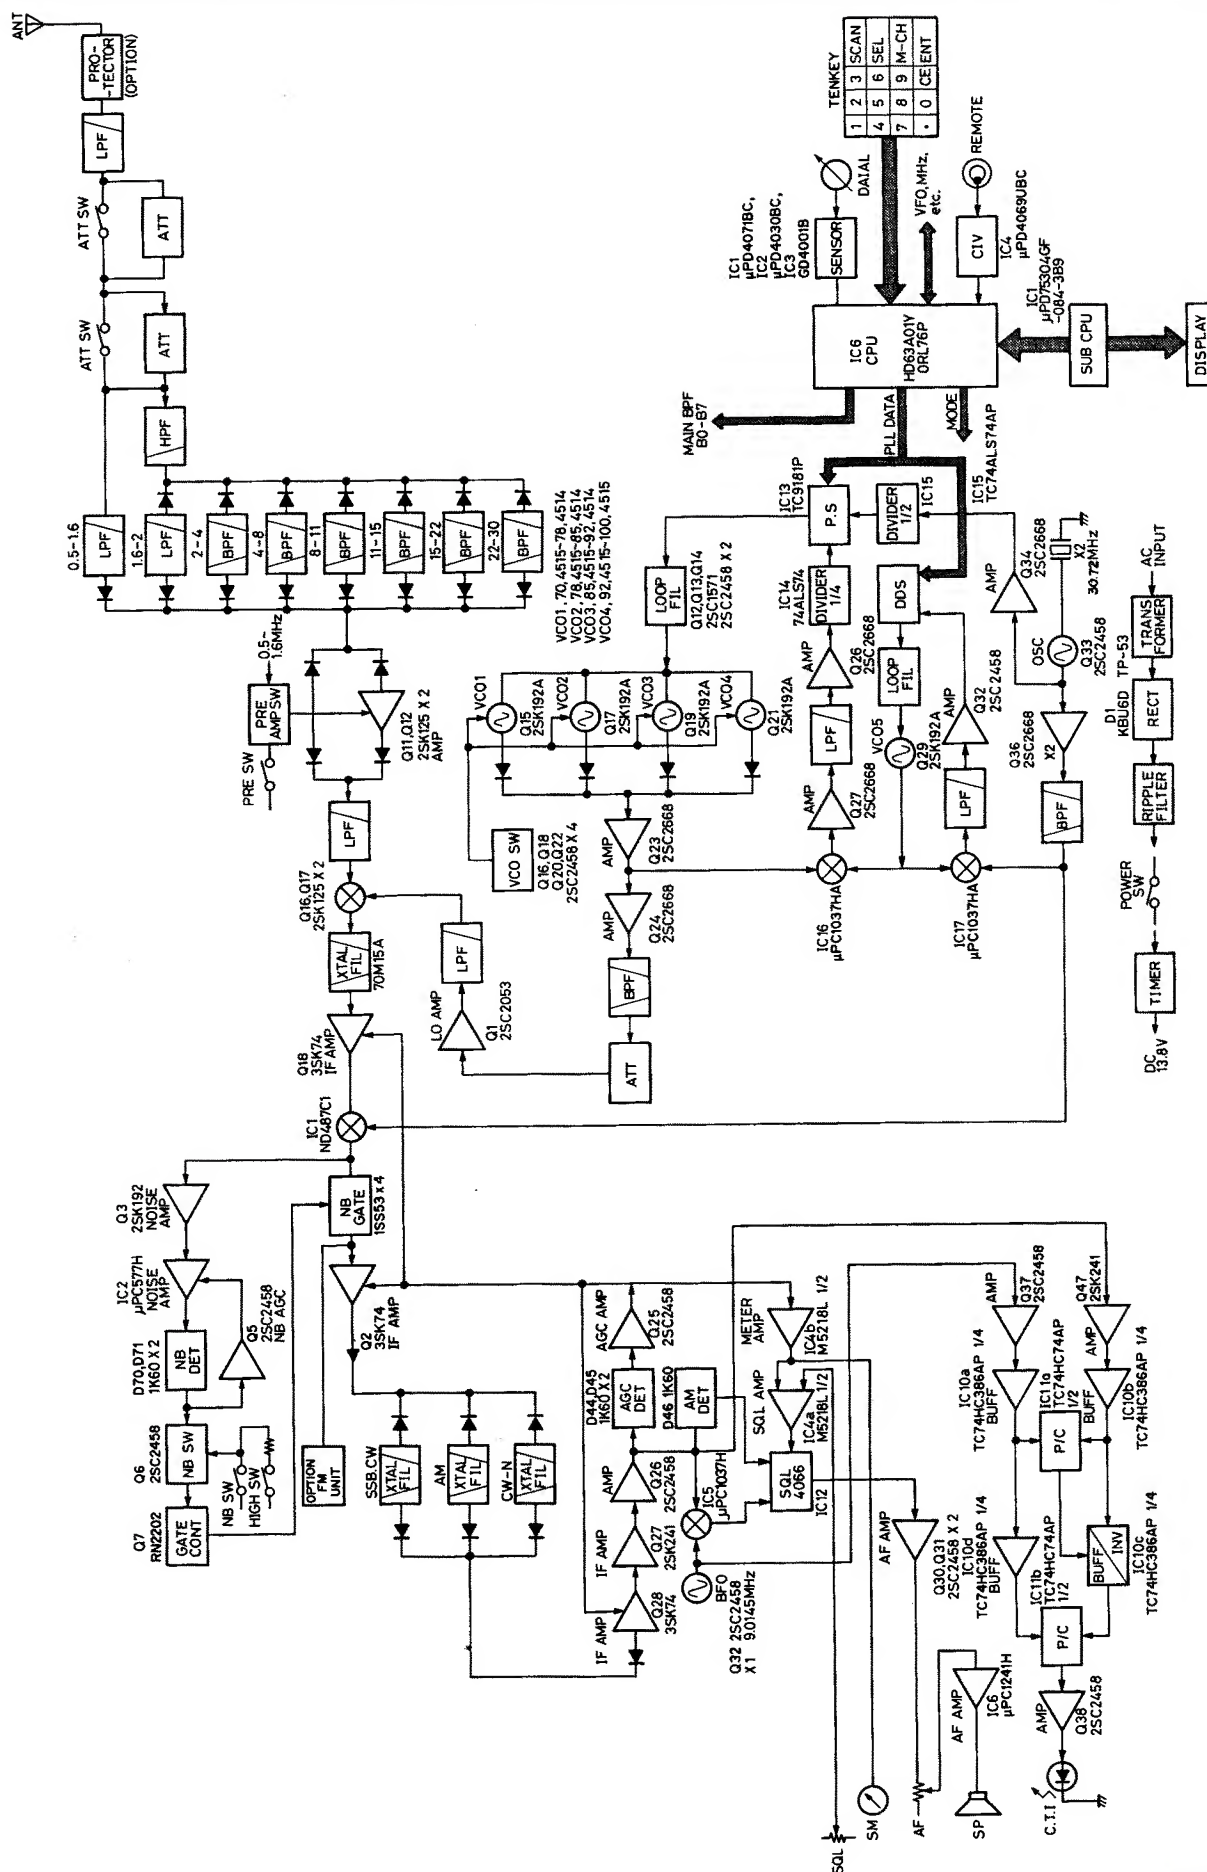 ANT
PRO-
-TECTOR
(OPTION)
LPF
ATT SW
ATT
ATT SW
ATT
HPF
0.5-1.6
LPF
1.6-2
LPF
2-4
BPF
4-8
BPF
8-11
BPF
11-15
BPF
15-22
BPF
22-30
BPF
0.5~
1.6MHz
PRE
AMP SW
PRE SW
Q11,Q12
2SK125 X 2
AMP
LPF
Q16,Q17
2SK125 X 2
XTAL
FIL
70M15A
Q18
3SK74
IF AMP
IC1
ND487C1
LPF
LO AMP
Q1
2SC2053
ATT
BPF
AMP
Q24
2SC2668
AMP
Q23
2SC2668
VCO1, 70,4515~78,4514
VCO2, 78,4515~85,4514
VCO3, 85,4515~92,4514
VCO4, 92,4515~100,4515
VCO1
Q15
2SK192A
VCO2
Q17
2SK192A
VCO3
Q19
2SK192A
VCO4
Q21
2SK192A
VCO SW
Q16,Q18
Q20,Q22
2SC2458 X 4
LOOP
FIL
Q12,Q13,Q14
2SC1571
2SC2458 X 2
IC13
TC9181P
P.S
IC14
74ALS74
DIVIDER
1/4
DIVIDER
1/2
IC15
IC15
TC74ALS74AP
AMP
Q26
2SC2668
LPF
AMP
Q27
2SC2668
IC16
μPC1037HA
DDS
LOOP
FIL
VCO5
Q29
2SK192A
AMP
Q32
2SC2458
LPF
IC17
μPC1037HA
AMP
Q34
2SC2668
X2
30.72MHz
OSC
Q33
2SC2458
Q36
2SC2668
X2
BPF
TENKEY
1 2 3 SCAN
4 5 6 SEL
7 8 9 M-CH
• 0 CE ENT
DAIAL
IC1
μPD4071BC,
IC2
μPD4030BC,
IC3
GD4001B
SENSOR
VFO,MHz,
etc.
REMOTE
CIV
IC4
μPD4069UBC
IC6
CPU
HD63A01Y
0RL76P
IC1
μPD75304GF
-084-3B9
SUB CPU
DISPLAY
MAIN BPF
B0-B7
PLL DATA
MODE
AC
INPUT
TRANS
FORMER
TP-53
RECT
D1
KBU6D
RIPPLE
FILTER
POWER
SW
TIMER
DC
13.8V
Q3
2SK192
NOISE
AMP
IC2
μPC577H
NOISE
AMP
D70,D71
1K60 X 2
NB
DET
Q5
2SC2458
NB AGC
Q6
2SC2458
NB SW
NB SW
HIGH SW
Q7
RN2202
GATE
CONT
NB
GATE
1SS53 x 4
Q2
3SK74
IF AMP
OPTION
FM
UNIT
SSB.CW
XTAL
FIL
AM
XTAL
FIL
CW-N
XTAL
FIL
IF AMP
Q28
3SK74
IF AMP
Q27
2SK241
AMP
Q26
2SC2458
D44,D45
1K60 X 2
AGC
DET
AGC AMP
Q25
2SC2458
D46 1K60
AM
DET
IC5
μPC1037H
BFO
Q32 2SC2458
X1 9.0145MHz
METER
AMP
IC4b
M5218L 1/2
SQL AMP
IC4a
M5218L 1/2
SQL
4066
IC12
AF AMP
Q30,Q31
2SC2458 X 2
AMP
Q37
2SC2458
AMP
Q47
2SK241
IC10a
TC74HC386AP 1/4
BUFF
IC11a
TC74HC74AP
1/2
P/C
BUFF
IC10b
TC74HC386AP 1/4
IC10d
TC74HC386AP 1/4
BUFF
IC11b
TC74HC74AP
1/2
P/C
BUFF
INV
IC10c
TC74HC386AP 1/4
AMP
Q38
2SC2458
C.T.I
AF AMP
IC6
μPC1241H
SP
AF
SM
SQL